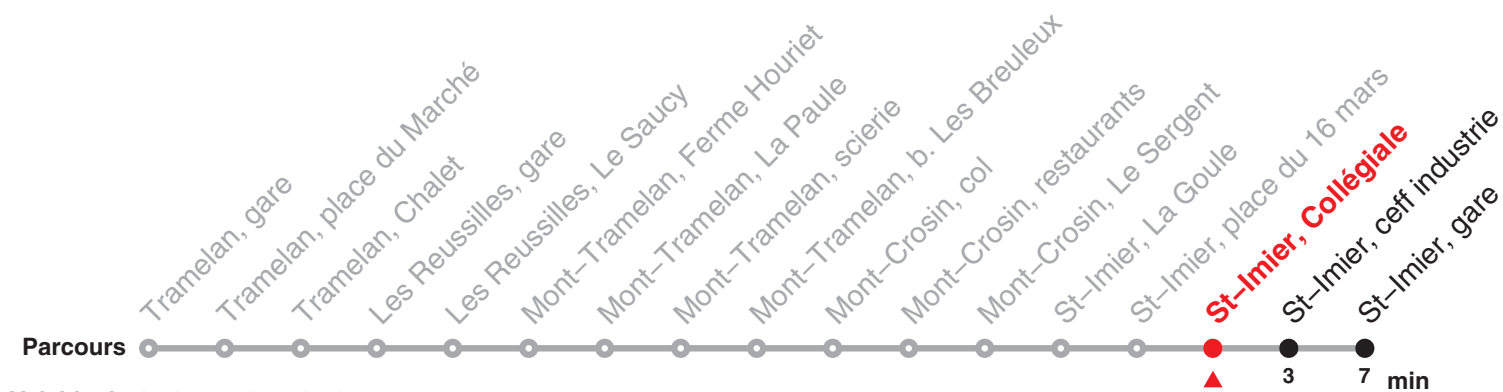 Tramelan, gare
Tramelan, place du Marché
Tramelan, Chalet
Les Reussilles, gare
Les Reussilles, Le Saucy
Mont–Tramelan, Ferme Houriet
Mont–Tramelan, La Paule
Mont–Tramelan, scierie
Mont–Tramelan, b. Les Breuleux
Mont–Crosin, col
Mont–Crosin, restaurants
Mont–Crosin, Le Sergent
St–Imier, La Goule
St–Imier, place du 16 mars
St–Imier, Collégiale
St–Imier, ceff industrie
St–Imier, gare
Parcours
3 7 min